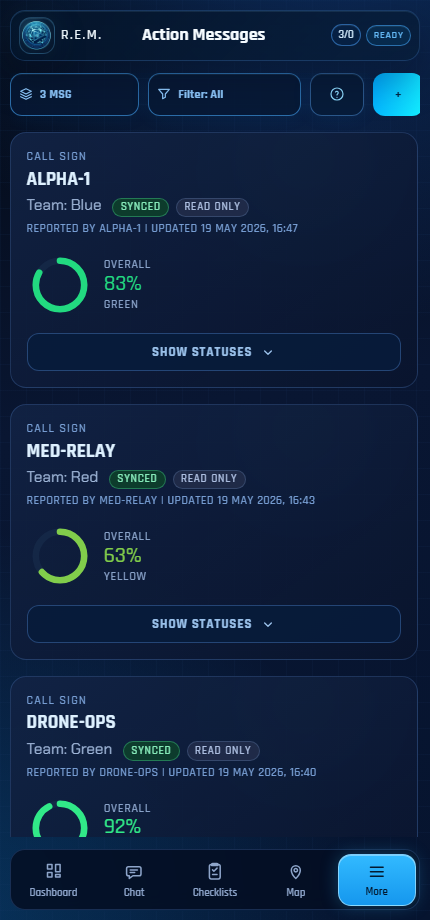 R.E.M. Action Messages 3/0 READY
3 MSG Filter: All +
CALL SIGN
ALPHA-1
Team: Blue SYNCED READ ONLY
REPORTED BY ALPHA-1 | UPDATED 19 MAY 2026, 16:47
OVERALL
83%
GREEN
SHOW STATUSES
CALL SIGN
MED-RELAY
Team: Red SYNCED READ ONLY
REPORTED BY MED-RELAY | UPDATED 19 MAY 2026, 16:43
OVERALL
63%
YELLOW
SHOW STATUSES
CALL SIGN
DRONE-OPS
Team: Green SYNCED READ ONLY
REPORTED BY DRONE-OPS | UPDATED 19 MAY 2026, 16:40
OVERALL
92%
Dashboard Chat Checklists Map More